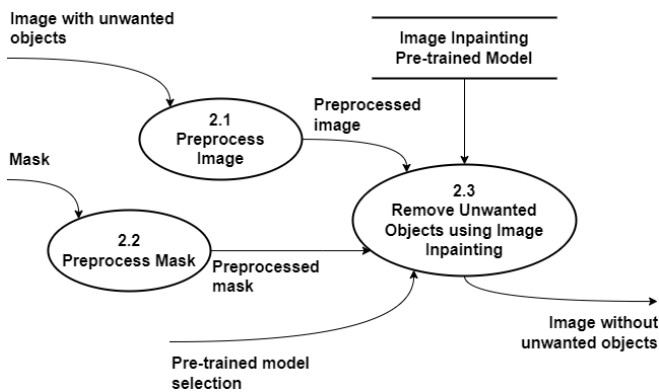 Image with unwanted
objects
Image Inpainting
Pre-trained Model
2.1
Preprocess
Image
Preprocessed
image
Mask
2.2
Preprocess Mask
2.3
Remove Unwanted
Objects using Image
Inpainting
Preprocessed
mask
Image without
unwanted objects
Pre-trained model
selection